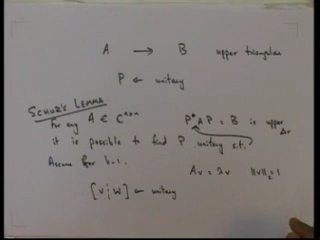 A → B upper triangular
P ← unitary
SCHUR'S LEMMA
For any A ∈ C^{n×n} P*AP = B is upper Δr
it is possible to find P unitary s.t.
Assume for k-1. Av = λv ||v||₂=1
[v | W] ← unitary